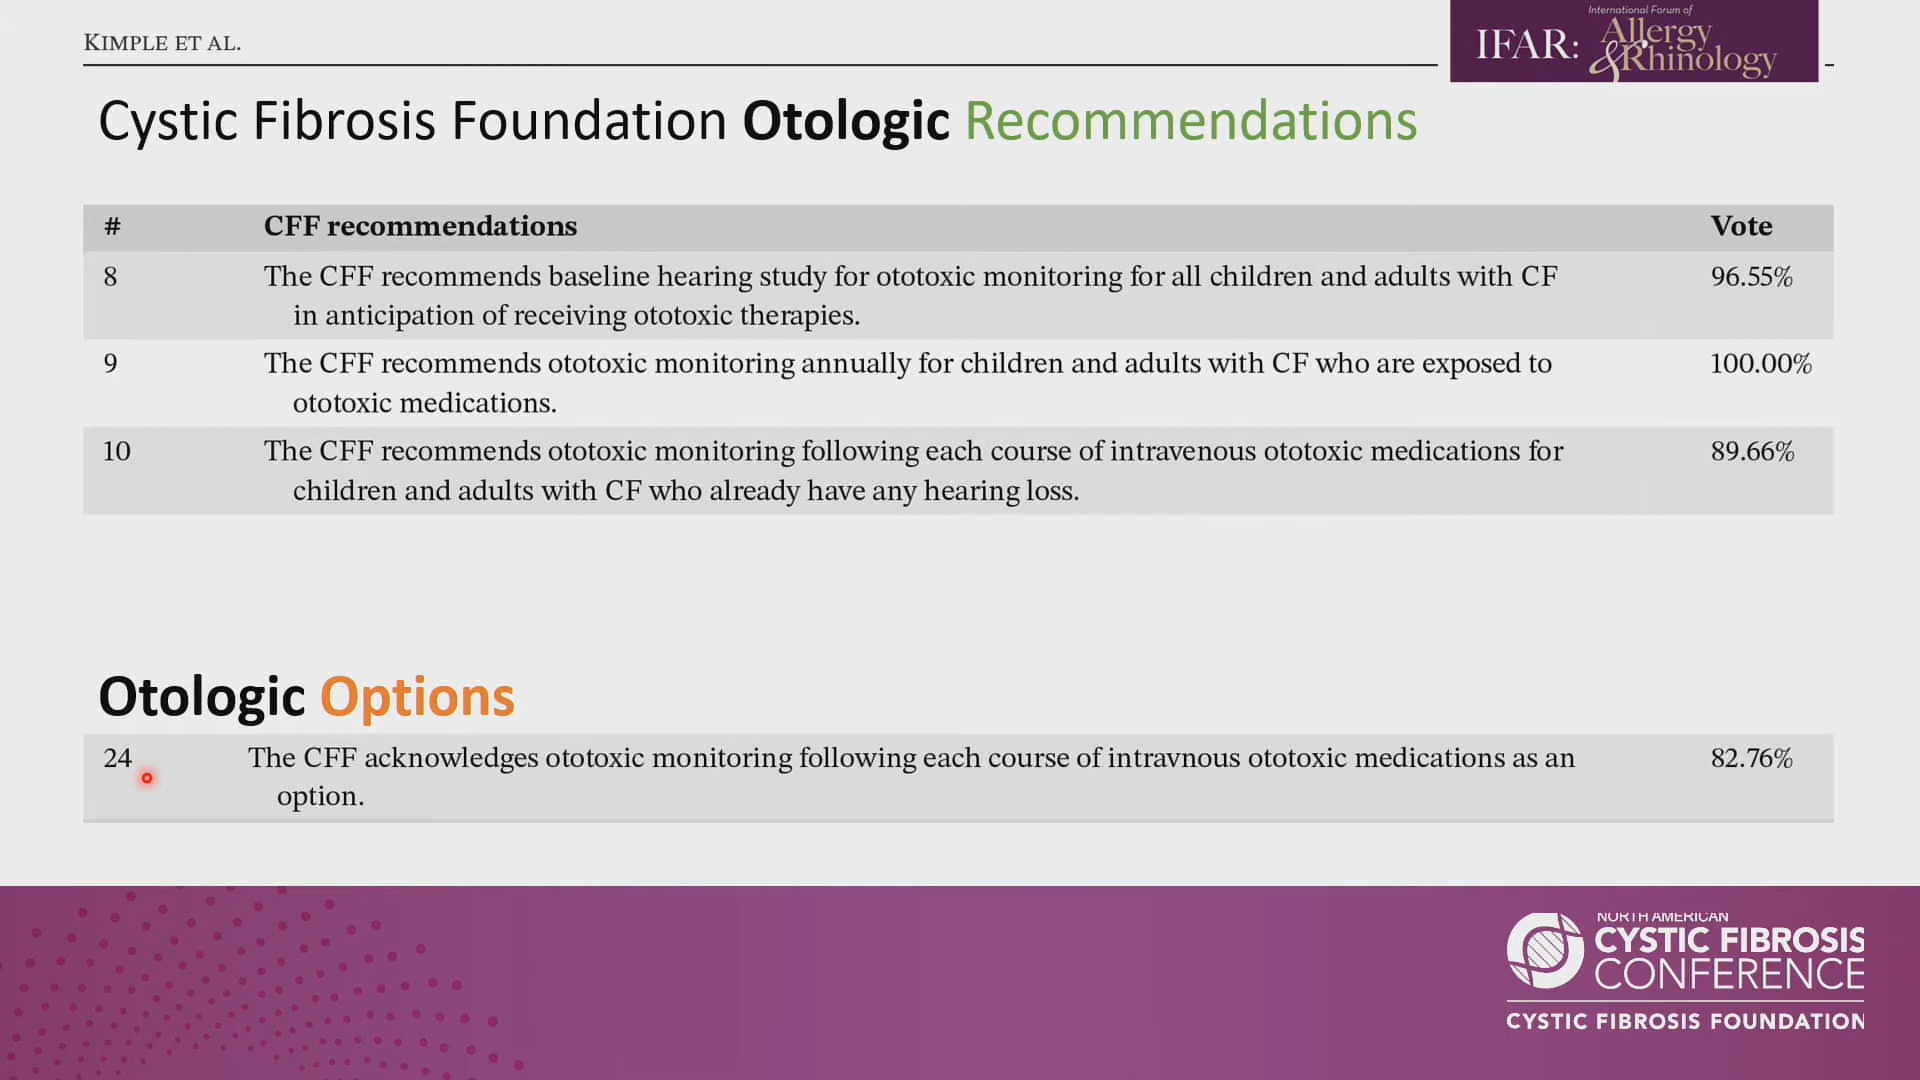 KIMPLE ET AL.
IFAR: International Forum of Allergy & Rhinology
Cystic Fibrosis Foundation Otologic Recommendations
# CFF recommendations Vote
8 The CFF recommends baseline hearing study for ototoxic monitoring for all children and adults with CF 96.55%
in anticipation of receiving ototoxic therapies.
9 The CFF recommends ototoxic monitoring annually for children and adults with CF who are exposed to 100.00%
ototoxic medications.
10 The CFF recommends ototoxic monitoring following each course of intravenous ototoxic medications for 89.66%
children and adults with CF who already have any hearing loss.
Otologic Options
24 The CFF acknowledges ototoxic monitoring following each course of intravnous ototoxic medications as an 82.76%
option.
NORTH AMERICAN
CYSTIC FIBROSIS
CONFERENCE
CYSTIC FIBROSIS FOUNDATION